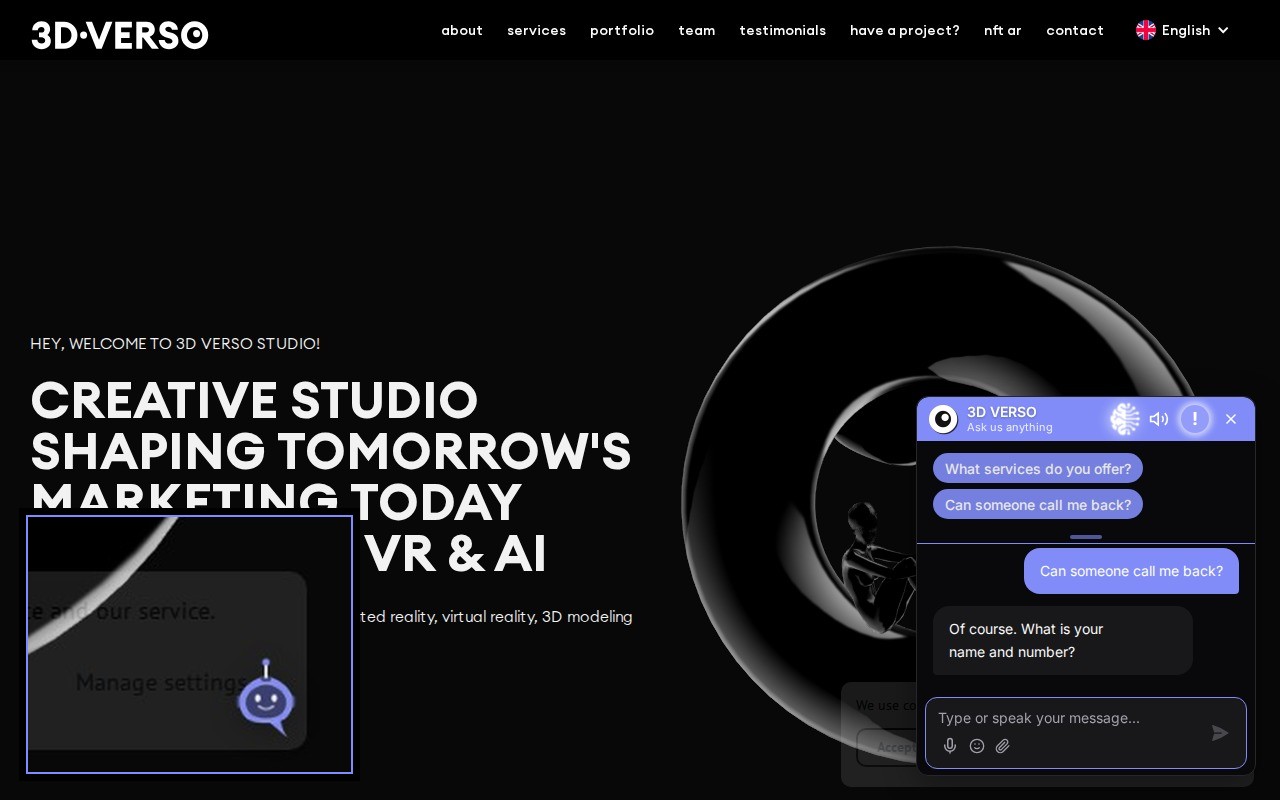 3D·VERSO
about services portfolio team testimonials have a project? nft ar contact English
HEY, WELCOME TO 3D VERSO STUDIO!
CREATIVE STUDIO
SHAPING TOMORROW'S
MARKETING TODAY
VR & AI
ted reality, virtual reality, 3D modeling
and our service.
Manage settings
We use co
Accept
3D VERSO
Ask us anything
!
What services do you offer?
Can someone call me back?
Can someone call me back?
Of course. What is your
name and number?
Type or speak your message...